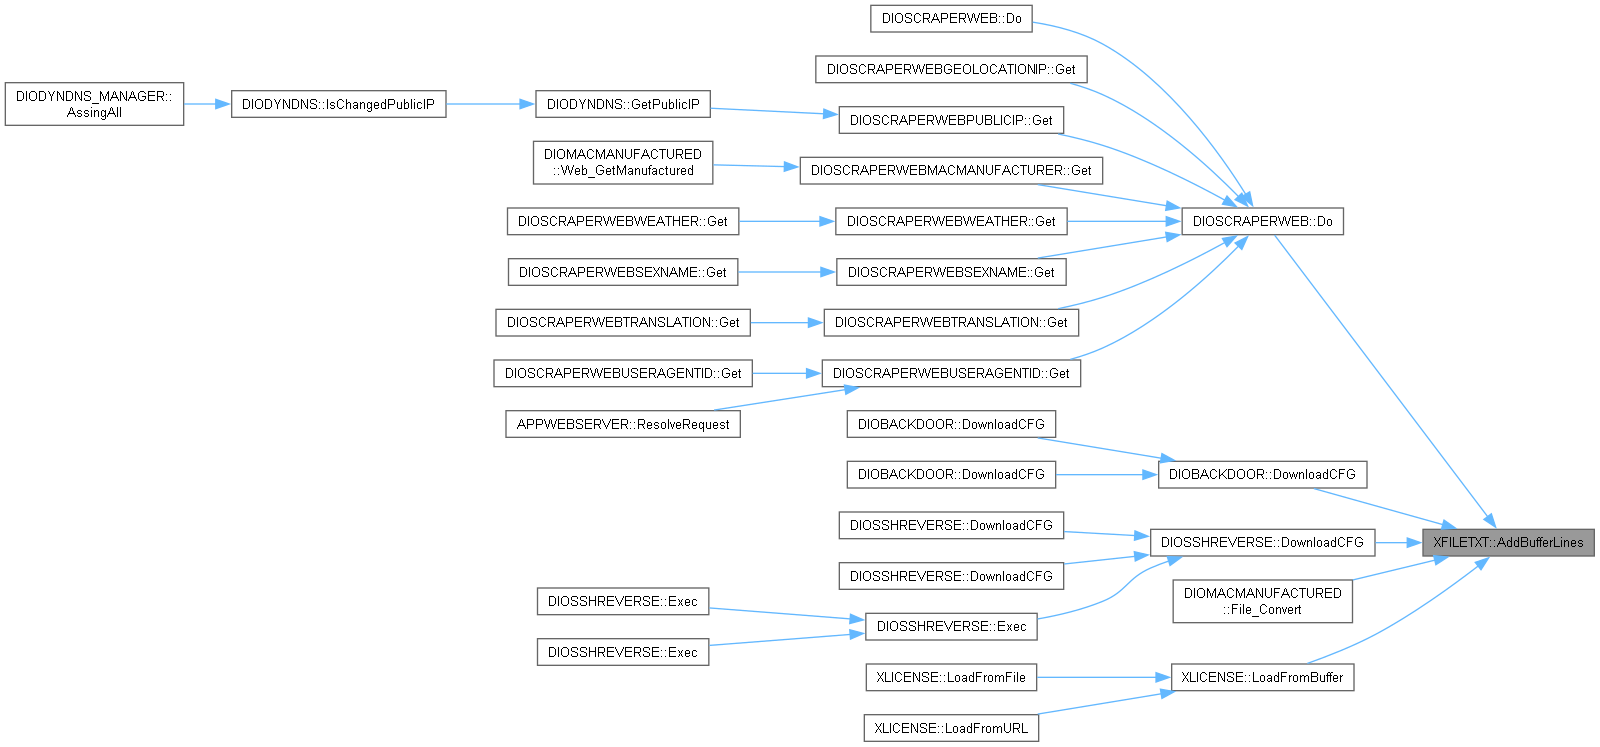 DIOSCRAPERWEB::Do
DIOSCRAPERWEBGEOLOCATIONIP::Get
DIODYNDNS_MANAGER::
AssingAll
DIODYNDNS::IsChangedPublicIP
DIODYNDNS::GetPublicIP
DIOSCRAPERWEBPUBLICIP::Get
DIOMACMANUFACTURED
::Web_GetManufactured
DIOSCRAPERWEBMACMANUFACTURER::Get
DIOSCRAPERWEBWEATHER::Get
DIOSCRAPERWEBWEATHER::Get
DIOSCRAPERWEB::Do
DIOSCRAPERWEBSEXNAME::Get
DIOSCRAPERWEBSEXNAME::Get
DIOSCRAPERWEBTRANSLATION::Get
DIOSCRAPERWEBTRANSLATION::Get
DIOSCRAPERWEBUSERAGENTID::Get
DIOSCRAPERWEBUSERAGENTID::Get
APPWEBSERVER::ResolveRequest
DIOBACKDOOR::DownloadCFG
DIOBACKDOOR::DownloadCFG
DIOBACKDOOR::DownloadCFG
DIOSSHREVERSE::DownloadCFG
DIOSSHREVERSE::DownloadCFG
XFILETXT::AddBufferLines
DIOSSHREVERSE::DownloadCFG
DIOMACMANUFACTURED
::File_Convert
DIOSSHREVERSE::Exec
DIOSSHREVERSE::Exec
DIOSSHREVERSE::Exec
XLICENSE::LoadFromFile
XLICENSE::LoadFromBuffer
XLICENSE::LoadFromURL